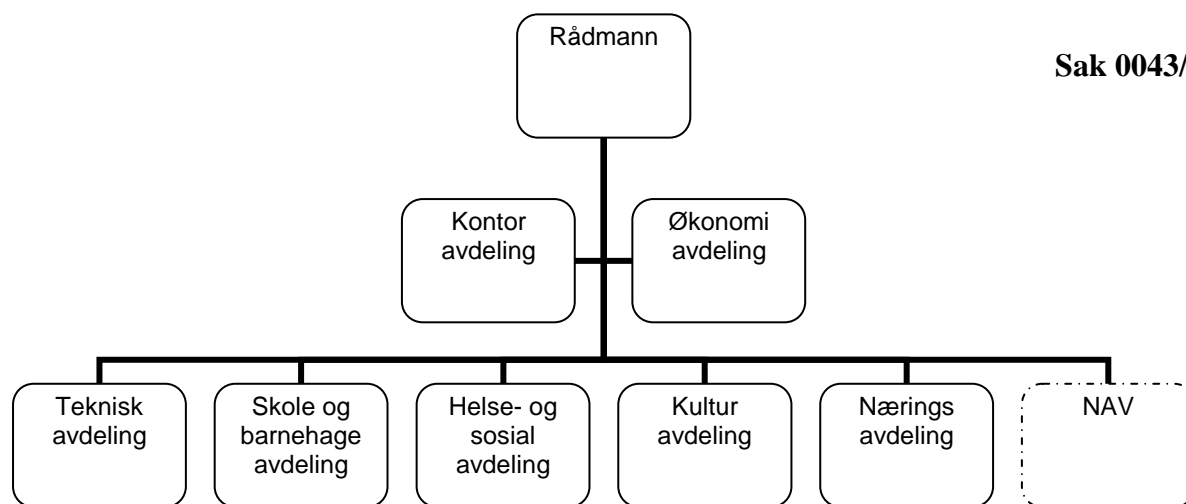 Rådmann
Sak 0043/
Kontor
avdeling
Økonomi
avdeling
Teknisk
avdeling
Skole og
barnehage
avdeling
Helse- og
sosial
avdeling
Kultur
avdeling
Nærings
avdeling
NAV